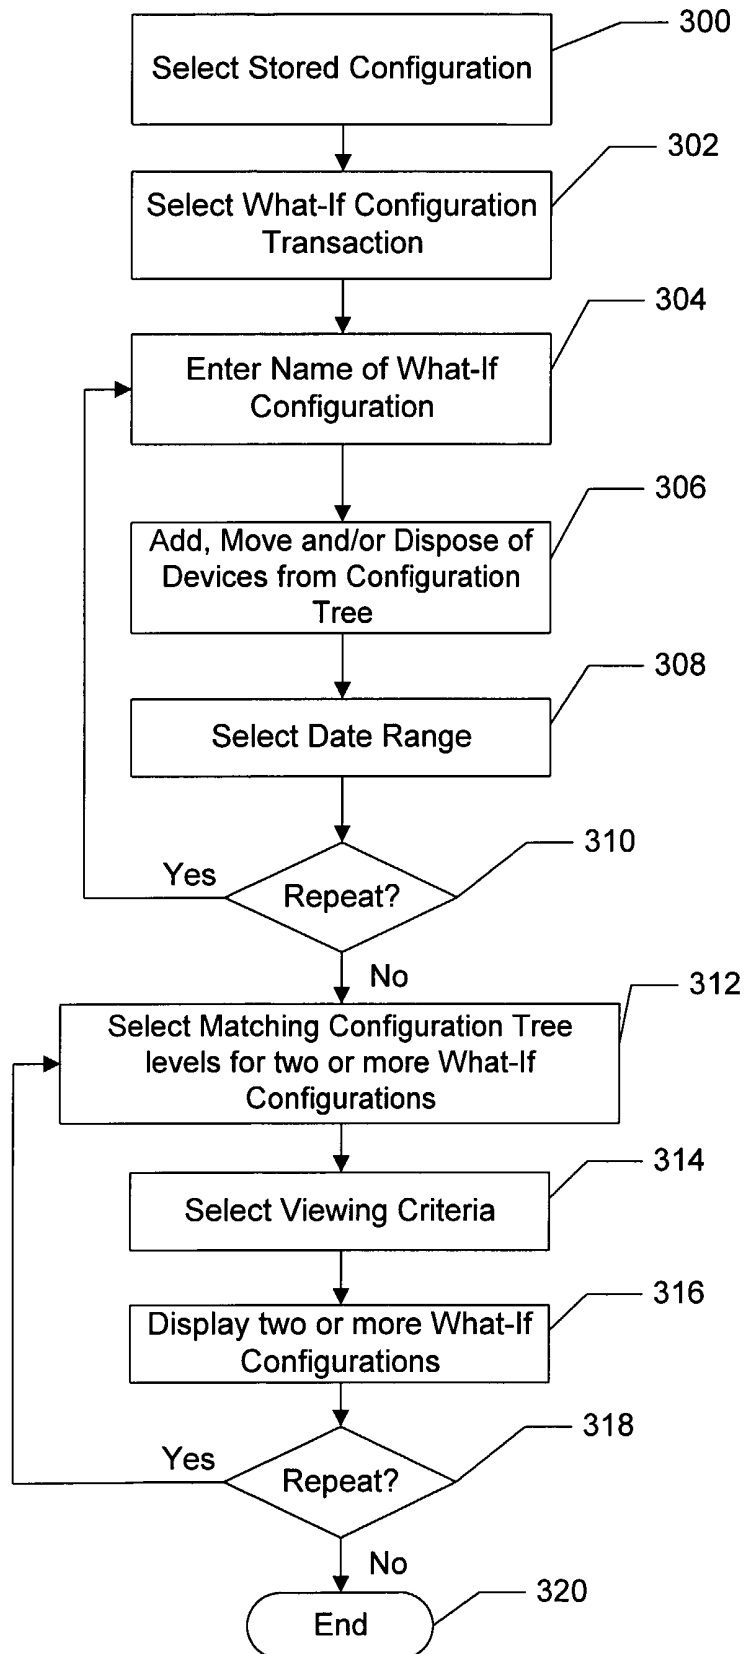 300
Select Stored Configuration
302
Select What-If Configuration
Transaction
304
Enter Name of What-If
Configuration
306
Add, Move and/or Dispose of
Devices from Configuration
Tree
308
Select Date Range
310
Yes
Repeat?
No
312
Select Matching Configuration Tree
levels for two or more What-If
Configurations
314
Select Viewing Criteria
316
Display two or more What-If
Configurations
318
Yes
Repeat?
No
320
End